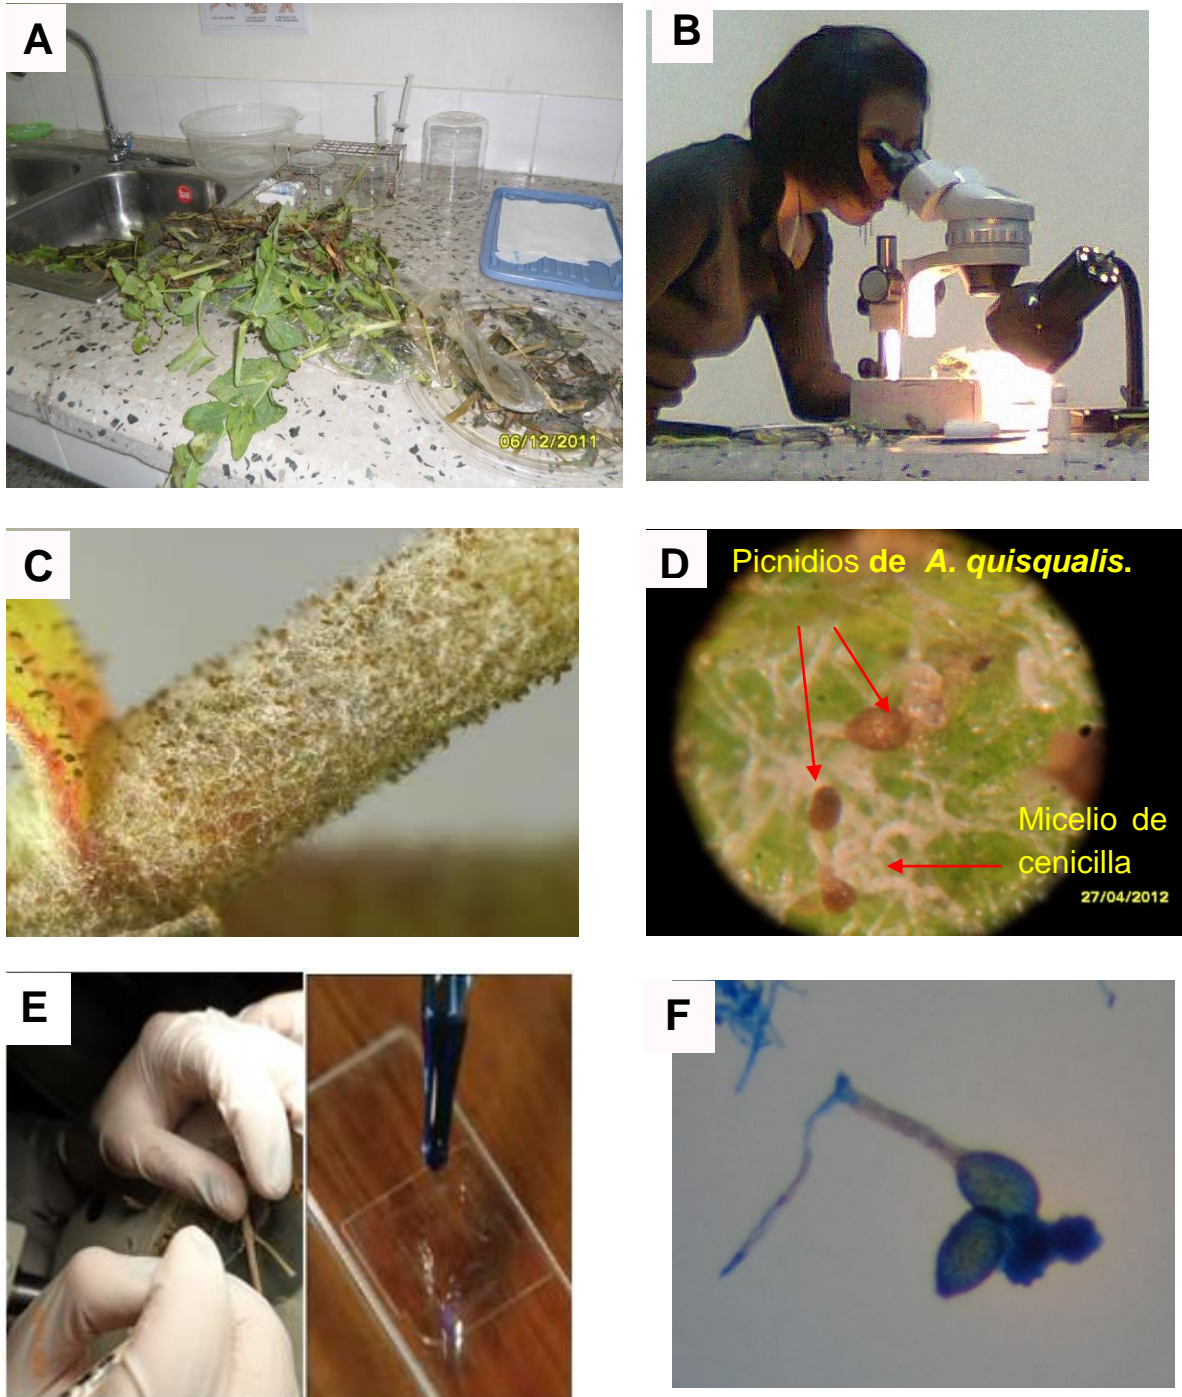 A
B
06/12/2011
C
D
Picnidios de A. quisqualis.
Micelio de
cenicilla
27/04/2012
E
F